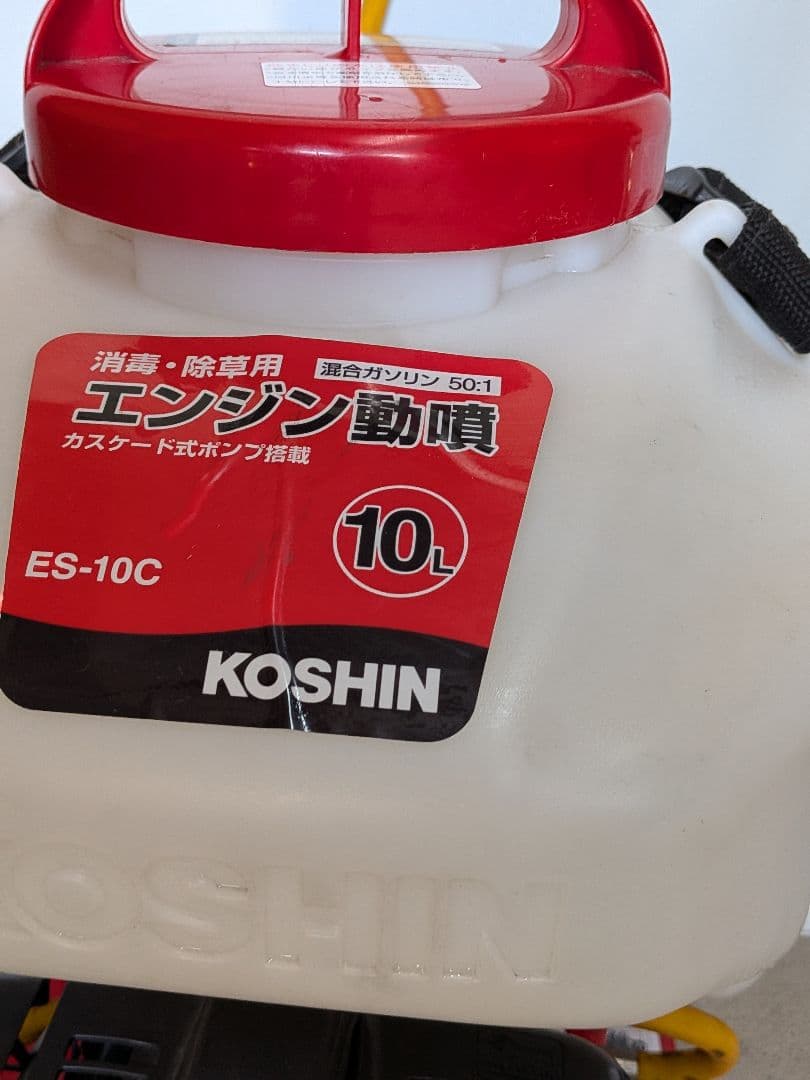 消毒・除草用
混合ガソリン 50:1
エンジン動噴
カスケード式ポンプ搭載
10L
ES-10C
KOSHIN
KOSHIN